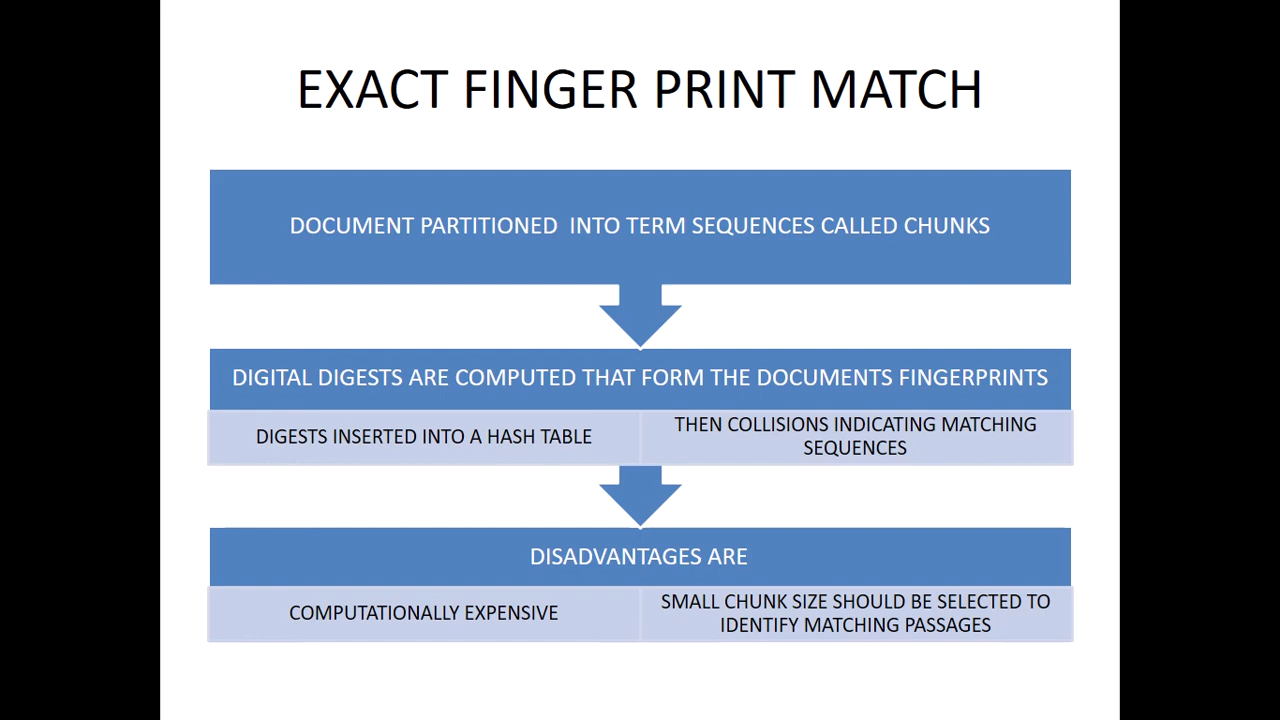 EXACT FINGER PRINT MATCH
DOCUMENT PARTITIONED INTO TERM SEQUENCES CALLED CHUNKS
DIGITAL DIGESTS ARE COMPUTED THAT FORM THE DOCUMENTS FINGERPRINTS
DIGESTS INSERTED INTO A HASH TABLE
THEN COLLISIONS INDICATING MATCHING
SEQUENCES
DISADVANTAGES ARE
COMPUTATIONALLY EXPENSIVE
SMALL CHUNK SIZE SHOULD BE SELECTED TO
IDENTIFY MATCHING PASSAGES